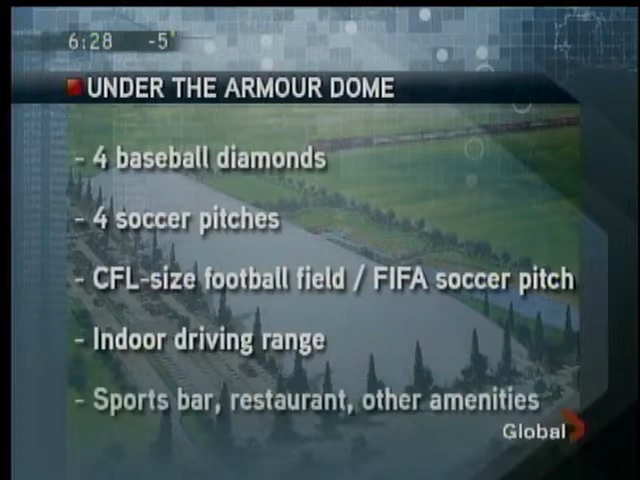 6:28 -5°
UNDER THE ARMOUR DOME
- 4 baseball diamonds
- 4 soccer pitches
- CFL-size football field / FIFA soccer pitch
- Indoor driving range
- Sports bar, restaurant, other amenities
Global